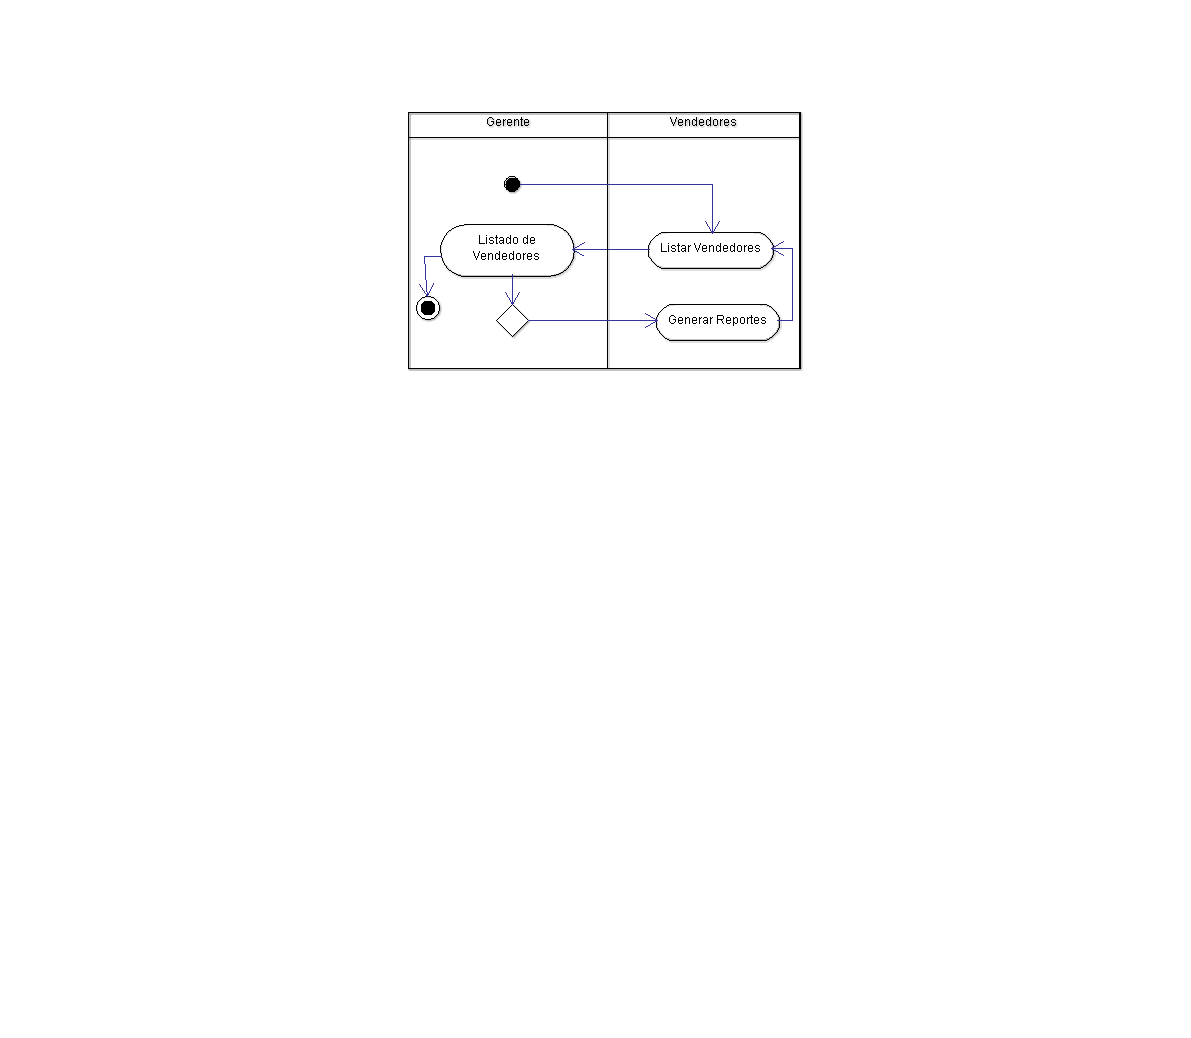 Gerente
Vendedores
Listado de
Vendedores
Listar Vendedores
Generar Reportes